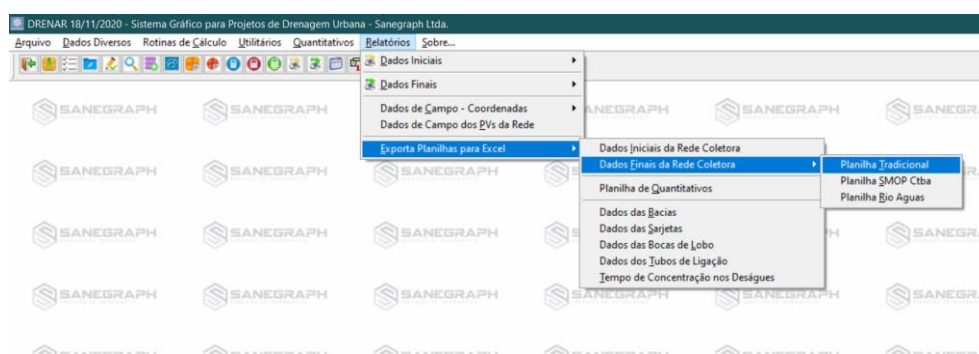 DRENAR 18/11/2020 - Sistema Gráfico para Projetos de Drenagem Urbana - Sanegraph Ltda.
Arquivo Dados Diversos Rotinas de Cálculo Utilitários Quantitativos Relatórios Sobre...
Dados Iniciais
Dados Finais
Dados de Campo - Coordenadas
Dados de Campo dos PVs da Rede
Exporta Planilhas para Excel
Dados Iniciais da Rede Coletora
Dados Finais da Rede Coletora
Planilha de Quantitativos
Dados das Bacias
Dados das Sarjetas
Dados das Bocas de Lobo
Dados dos Tubos de Ligação
Tempo de Concentração nos Deságues
Planilha Tradicional
Planilha SMOP Ctba
Planilha Rio Aguas
SANEGRAPH SANEGRAPH ANEGRAPH SANEGRAPH SANEGR
SANEGRAPH SANEGRAPH SANEGRAPH
SANEGRAPH SANEGRAPH SANEGRAPH SANEGR
SANEGRAPH SANEGRAPH SANEGRAPH SANEGRAPH SANEGRAPH SANEGR